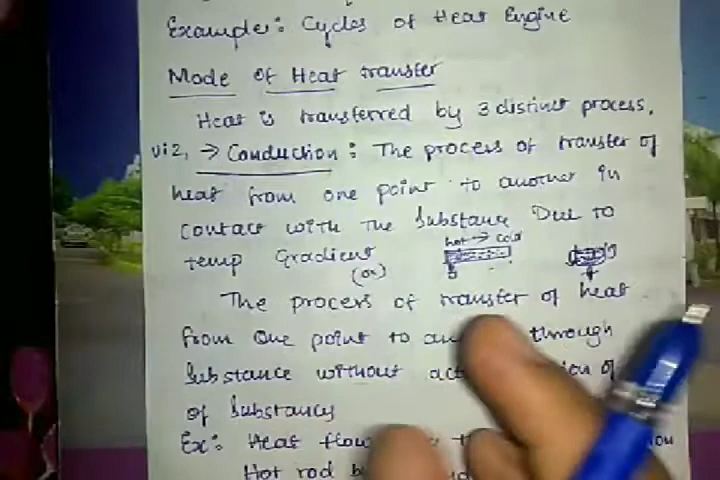 Example: Cycles of Heat Engine
Mode of Heat transfer
Heat is transferred by 3 distinct process.
viz, → Conduction: The process of transfer of
heat from one point to another in
contact with the Substance Due to
hot → cold
temp Gradient
(or)
The process of transfer of heat
from one point to through
Substance without of
of Substances
Ex: Heat
Hot rod